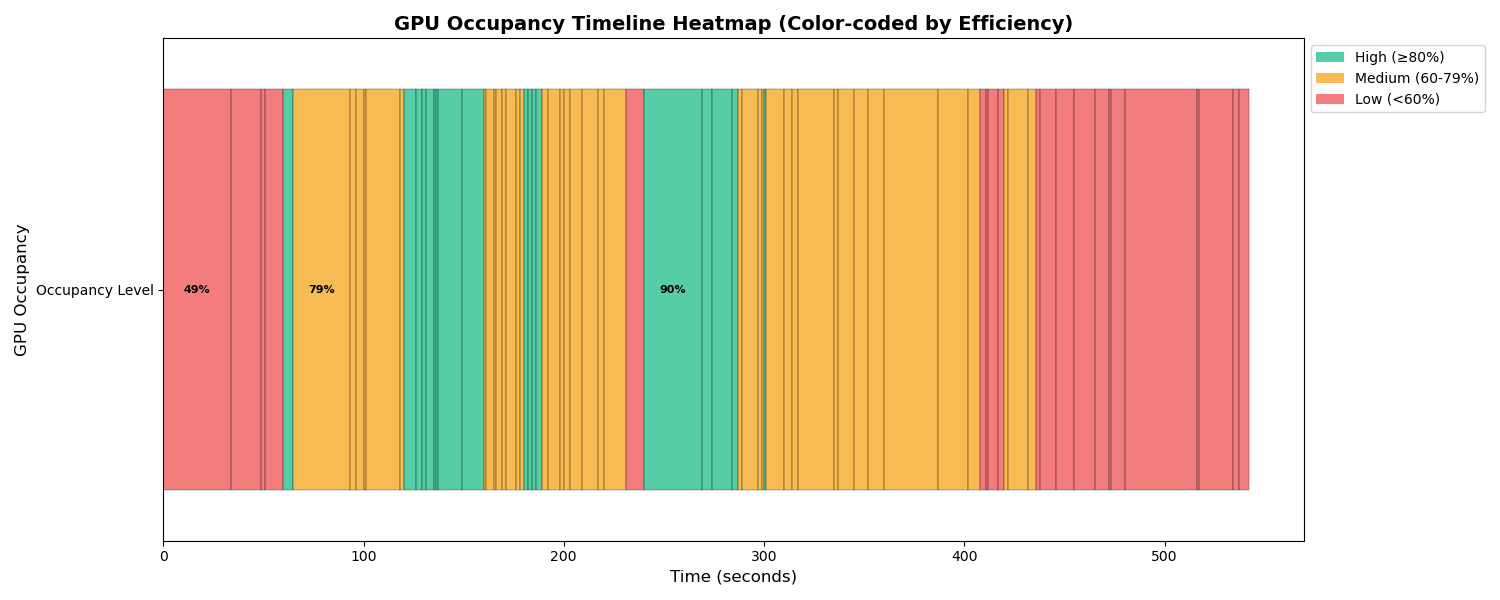 GPU Occupancy Timeline Heatmap (Color-coded by Efficiency)
High (≥80%)
Medium (60-79%)
Low (<60%)
GPU Occupancy
Occupancy Level
49%
79%
90%
0
100
200
300
400
500
Time (seconds)